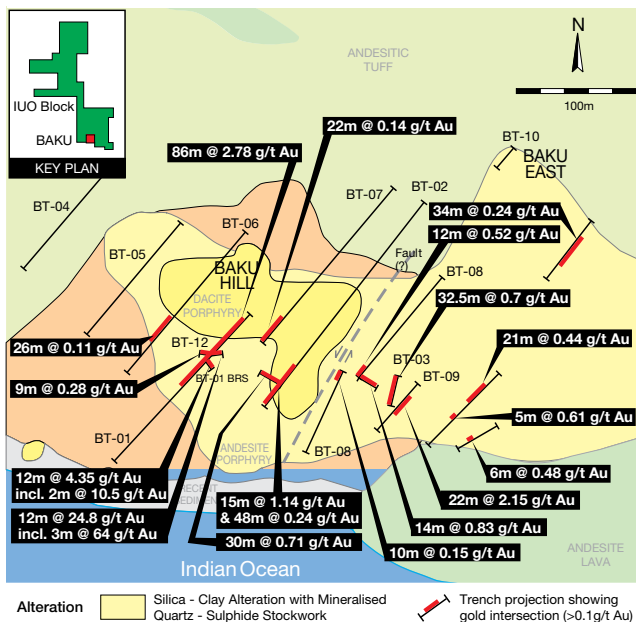 IUO Block
BAKU
KEY PLAN
ANDESITIC
TUFF
N
100m
22m @ 0.14 g/t Au
86m @ 2.78 g/t Au
BT-10
BAKU
EAST
BT-04
BT-07
BT-02
BT-06
BT-05
34m @ 0.24 g/t Au
12m @ 0.52 g/t Au
Fault
(?)
BT-08
BAKU
HILL
DACITE
PORPHYRY
32.5m @ 0.7 g/t Au
21m @ 0.44 g/t Au
26m @ 0.11 g/t Au
BT-12
BT-03
BT-09
9m @ 0.28 g/t Au
BT-01 BRS
5m @ 0.61 g/t Au
BT-01
ANDESITE
PORPHYRY
BT-08
6m @ 0.48 g/t Au
12m @ 4.35 g/t Au
incl. 2m @ 10.5 g/t Au
RECENT
22m @ 2.15 g/t Au
15m @ 1.14 g/t Au
& 48m @ 0.24 g/t Au
12m @ 24.8 g/t Au
incl. 3m @ 64 g/t Au
14m @ 0.83 g/t Au
30m @ 0.71 g/t Au
10m @ 0.15 g/t Au
ANDESITE
LAVA
Indian Ocean
Alteration
Silica - Clay Alteration with Mineralised
Quartz - Sulphide Stockwork
Trench projection showing
gold intersection (>0.1g/t Au)